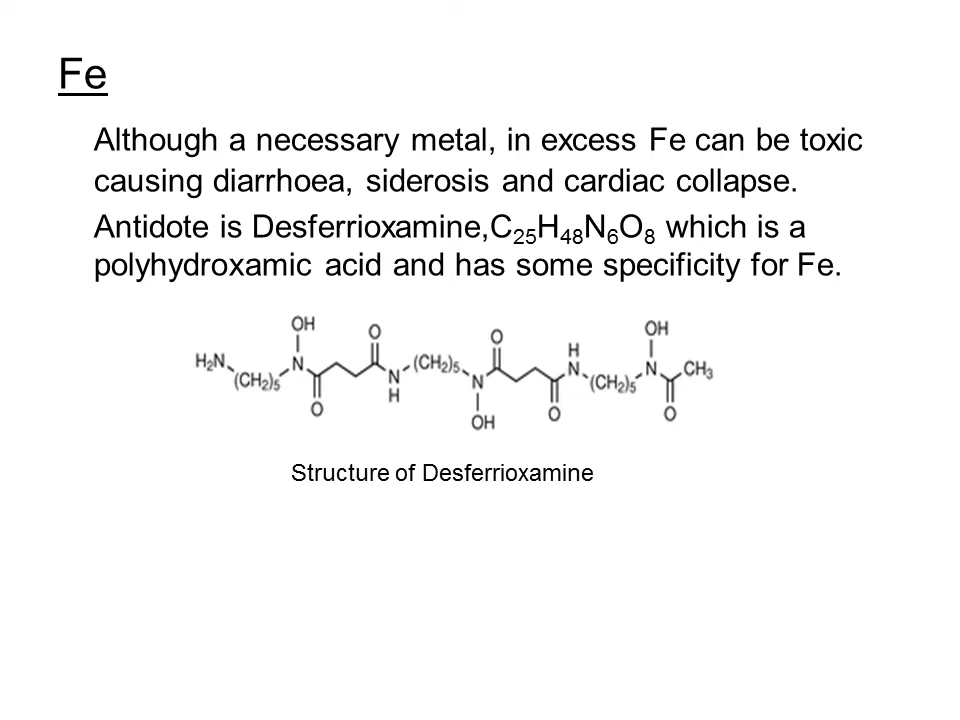 Fe
Although a necessary metal, in excess Fe can be toxic
causing diarrhoea, siderosis and cardiac collapse.
Antidote is Desferrioxamine,C₂₅H₄₈N₆O₈ which is a
polyhydroxamic acid and has some specificity for Fe.
OH
O
O
OH
H₂N
(CH₂)₅
N
O
N
H
(CH₂)₅
N
OH
O
H
N
(CH₂)₅
N
CH₃
O
Structure of Desferrioxamine